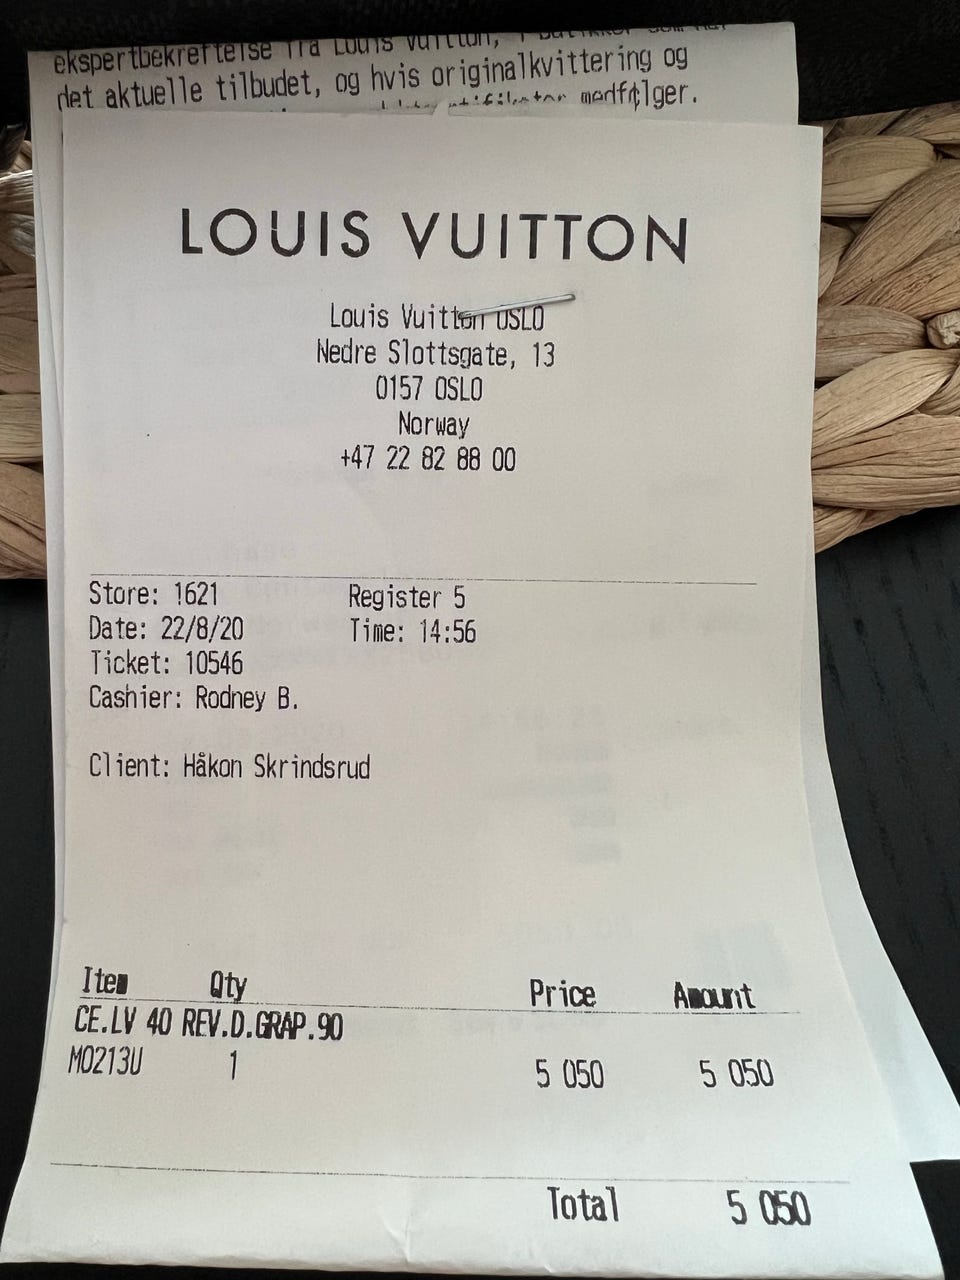 ekspertbekreftelse fra Louis Vuitton, i
det aktuelle tilbudet, og hvis originalkvittering og
medfølger.
LOUIS VUITTON
Louis Vuitton OSLO
Nedre Slottsgate, 13
0157 OSLO
Norway
+47 22 82 88 00
Store: 1621 Register 5
Date: 22/8/20 Time: 14:56
Ticket: 10546
Cashier: Rodney B.
Client: Håkon Skrindsrud
Item Qty Price Amount
CE.LV 40 REV.D.GRAP.90
M0213U 1 5 050 5 050
Total 5 050